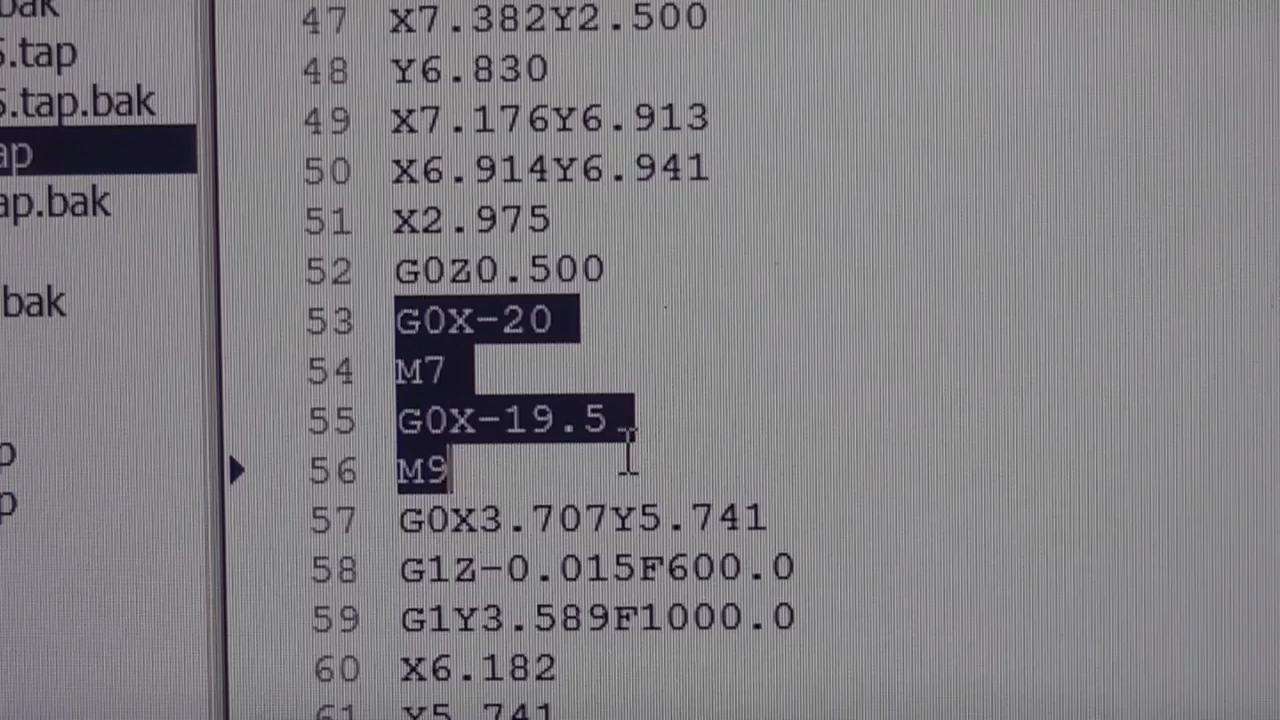 bak
5.tap
5.tap.bak
ap
ap.bak
bak
p
p
47 X7.382Y2.500
48 Y6.830
49 X7.176Y6.913
50 X6.914Y6.941
51 X2.975
52 G0Z0.500
53 G0X-20
54 M7
55 G0X-19.5
56 M9
57 G0X3.707Y5.741
58 G1Z-0.015F600.0
59 G1Y3.589F1000.0
60 X6.182
61 Y5.741